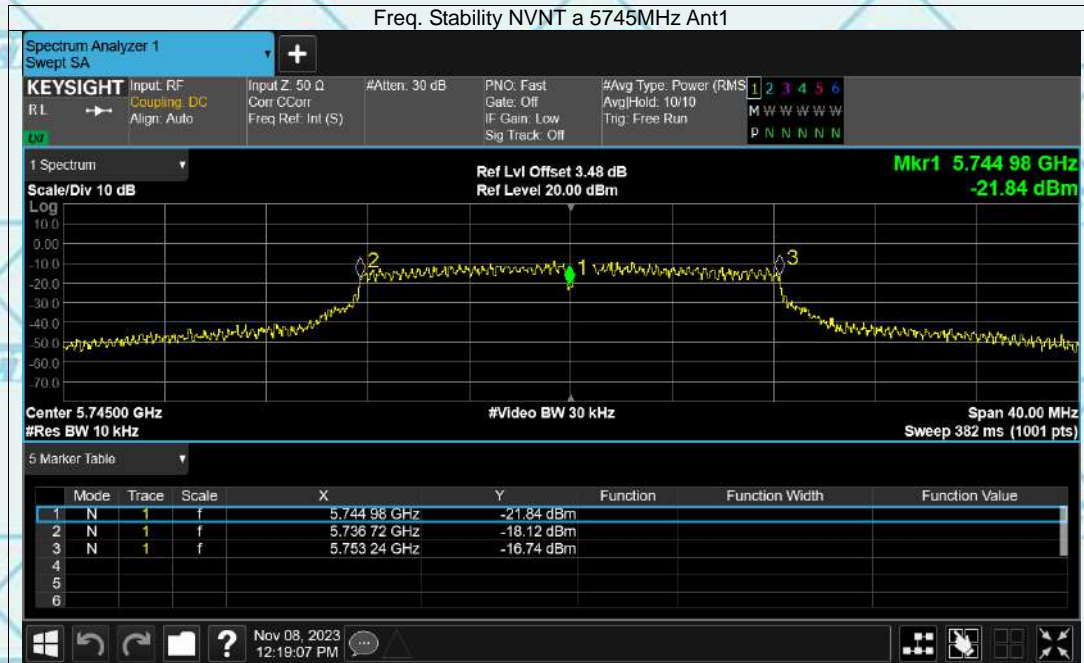 Freq. Stability NVNT a 5745MHz Ant1
Spectrum Analyzer 1
Swept SA
+
KEYSIGHT
RL
LXI
Input: RF
Coupling: DC
Align: Auto
Input Z: 50 Ω
Corr CCorr
Freq Ref: Int (S)
#Atten: 30 dB
PNO: Fast
Gate: Off
IF Gain: Low
Sig Track: Off
#Avg Type: Power (RMS
Avg|Hold: 10/10
Trig: Free Run
1 2 3 4 5 6
M W W W W W
P N N N N N
1 Spectrum
Scale/Div 10 dB
Ref Lvl Offset 3.48 dB
Ref Level 20.00 dBm
Mkr1 5.744 98 GHz
-21.84 dBm
Log
10.0
0.00
-10.0
-20.0
-30.0
-40.0
-50.0
-60.0
-70.0
2
1
3
Center 5.74500 GHz
#Res BW 10 kHz
#Video BW 30 kHz
Span 40.00 MHz
Sweep 382 ms (1001 pts)
5 Marker Table
Mode Trace Scale X Y Function Function Width Function Value
1 N 1 f 5.744 98 GHz -21.84 dBm
2 N 1 f 5.736 72 GHz -18.12 dBm
3 N 1 f 5.753 24 GHz -16.74 dBm
4
5
6
?
Nov 08, 2023
12:19:07 PM